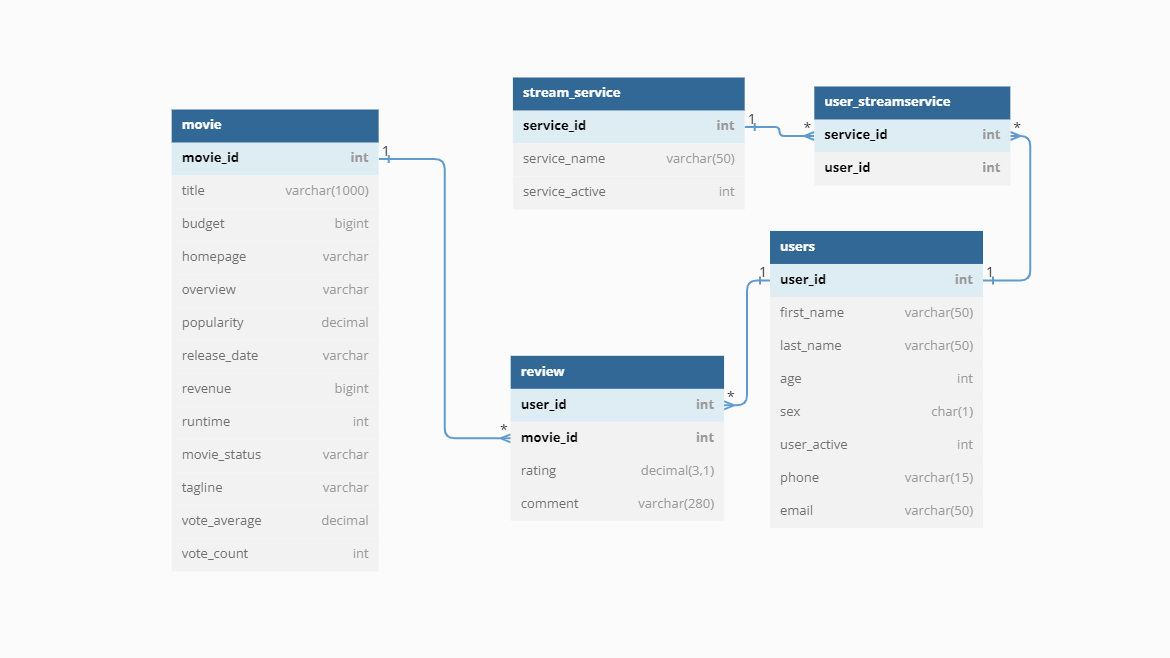 movie
movie_id int
title varchar(1000)
budget bigint
homepage varchar
overview varchar
popularity decimal
release_date varchar
revenue bigint
runtime int
movie_status varchar
tagline varchar
vote_average decimal
vote_count int
1
stream_service
service_id int
service_name varchar(50)
service_active int
1
*
user_streamservice
service_id int
user_id int
*
users
user_id int
first_name varchar(50)
last_name varchar(50)
age int
sex char(1)
user_active int
phone varchar(15)
email varchar(50)
1
1
review
user_id int
movie_id int
rating decimal(3,1)
comment varchar(280)
*
*